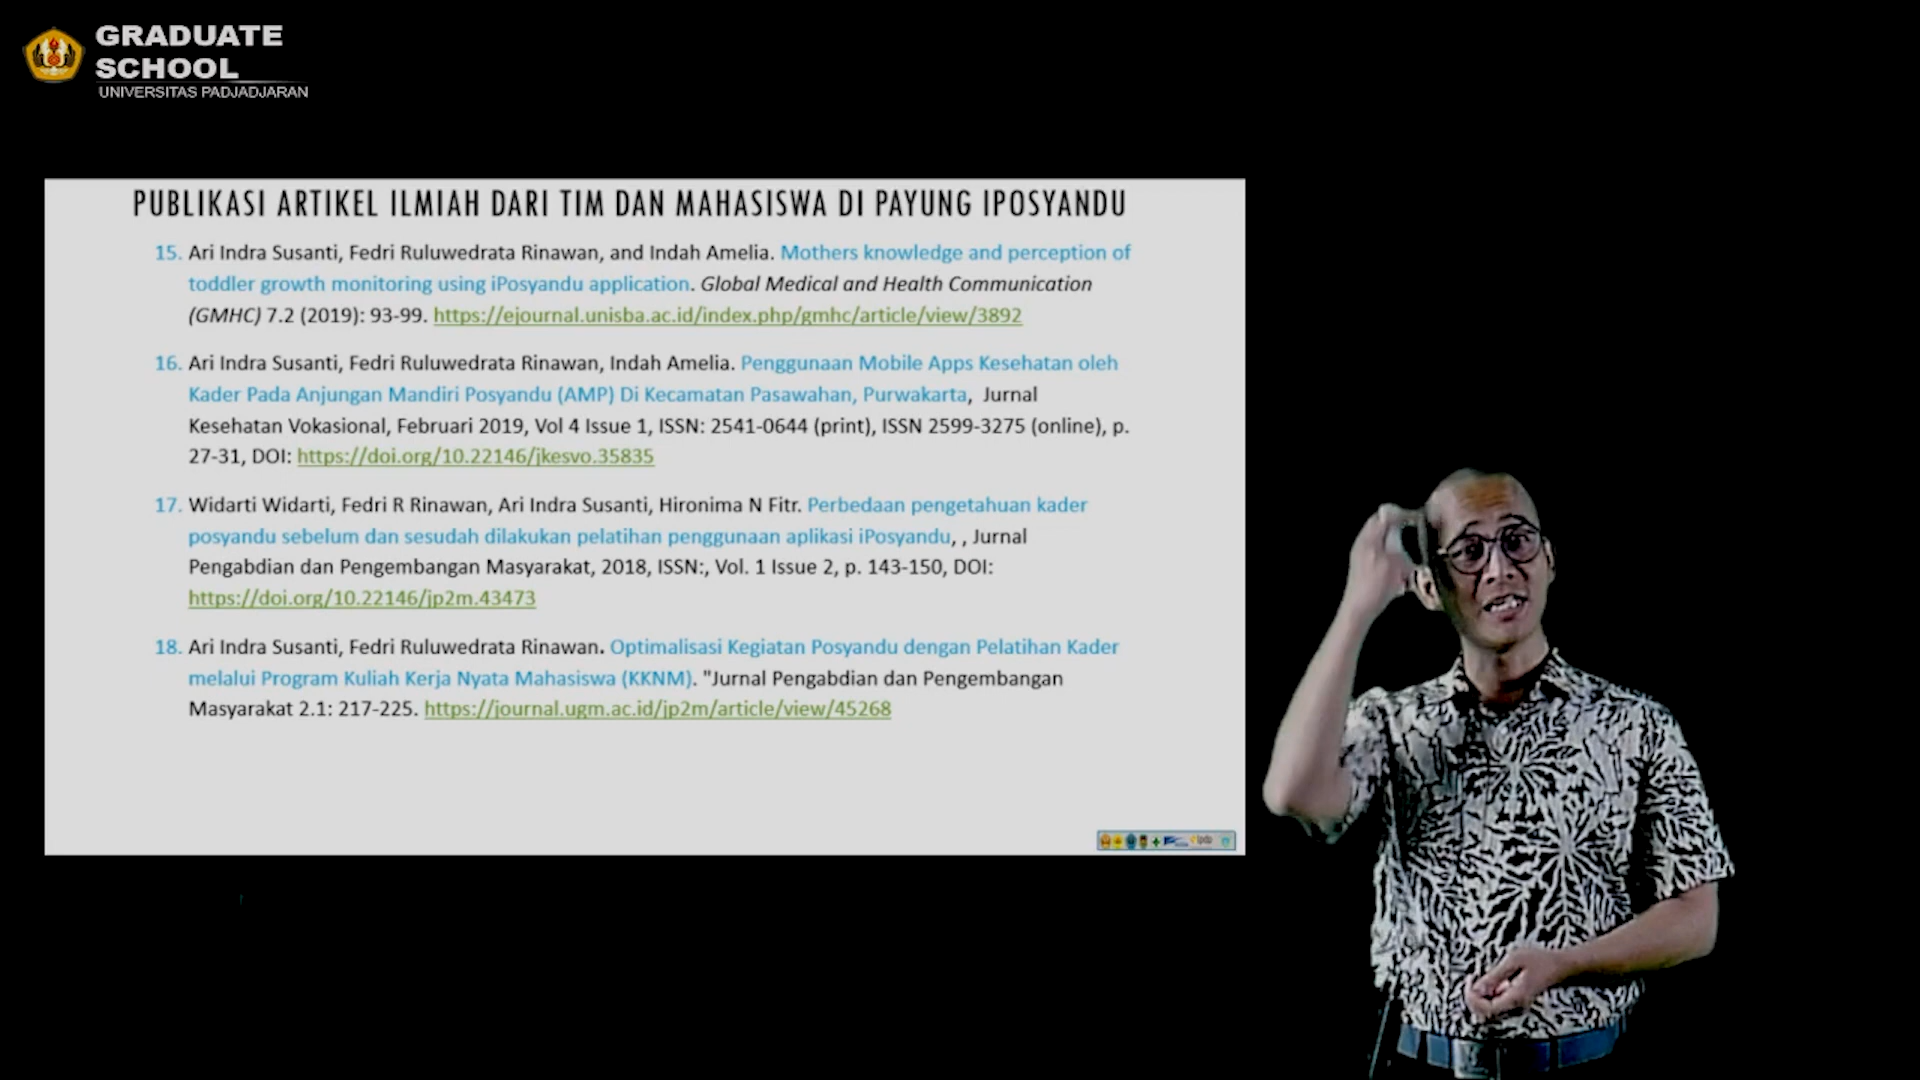 GRADUATE
SCHOOL
UNIVERSITAS PADJADJARAN
PUBLIKASI ARTIKEL ILMIAH DARI TIM DAN MAHASISWA DI PAYUNG IPOSYANDU
15. Ari Indra Susanti, Fedri Ruluwedrata Rinawan, and Indah Amelia. Mothers knowledge and perception of
toddler growth monitoring using iPosyandu application. Global Medical and Health Communication
(GMHC) 7.2 (2019): 93-99. https://ejournal.unisba.ac.id/index.php/gmhc/article/view/3892
16. Ari Indra Susanti, Fedri Ruluwedrata Rinawan, Indah Amelia. Penggunaan Mobile Apps Kesehatan oleh
Kader Pada Anjungan Mandiri Posyandu (AMP) Di Kecamatan Pasawahan, Purwakarta, Jurnal
Kesehatan Vokasional, Februari 2019, Vol 4 Issue 1, ISSN: 2541-0644 (print), ISSN 2599-3275 (online), p.
27-31, DOI: https://doi.org/10.22146/jkesvo.35835
17. Widarti Widarti, Fedri R Rinawan, Ari Indra Susanti, Hironima N Fitr. Perbedaan pengetahuan kader
posyandu sebelum dan sesudah dilakukan pelatihan penggunaan aplikasi iPosyandu, , Jurnal
Pengabdian dan Pengembangan Masyarakat, 2018, ISSN:, Vol. 1 Issue 2, p. 143-150, DOI:
https://doi.org/10.22146/jp2m.43473
18. Ari Indra Susanti, Fedri Ruluwedrata Rinawan. Optimalisasi Kegiatan Posyandu dengan Pelatihan Kader
melalui Program Kuliah Kerja Nyata Mahasiswa (KKNM). "Jurnal Pengabdian dan Pengembangan
Masyarakat 2.1: 217-225. https://journal.ugm.ac.id/jp2m/article/view/45268